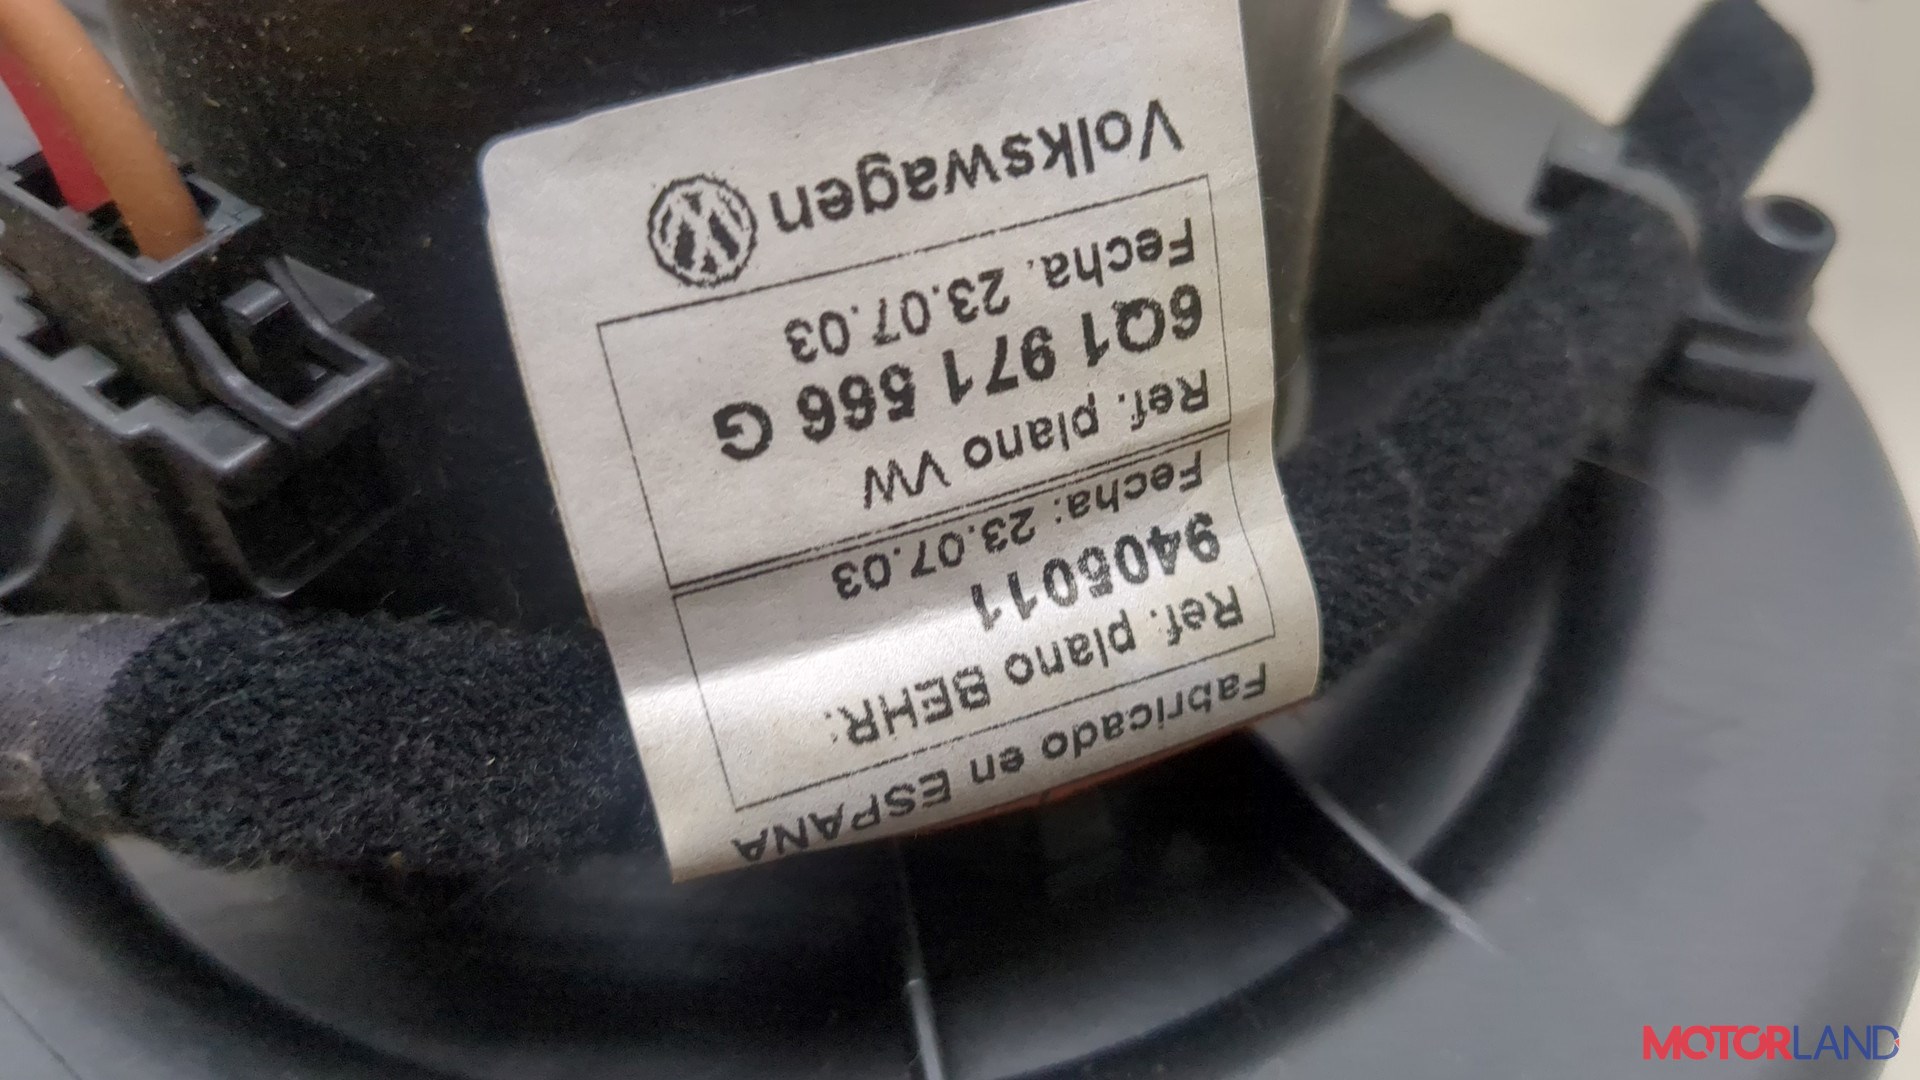 Volkswagen
Fecha. 23.07.03
6Q1 971 566 G
Ref. plano VW
Fecha: 23.07.03
9405011
Ref. plano BEHR:
Fabricado en ESPANA
MOTORLAND